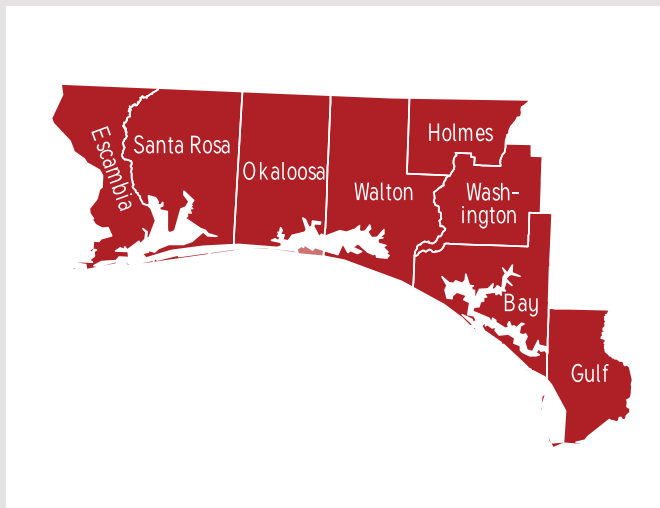 Escambia
Santa Rosa
Okaloosa
Walton
Holmes
Wash-
ington
Bay
Gulf